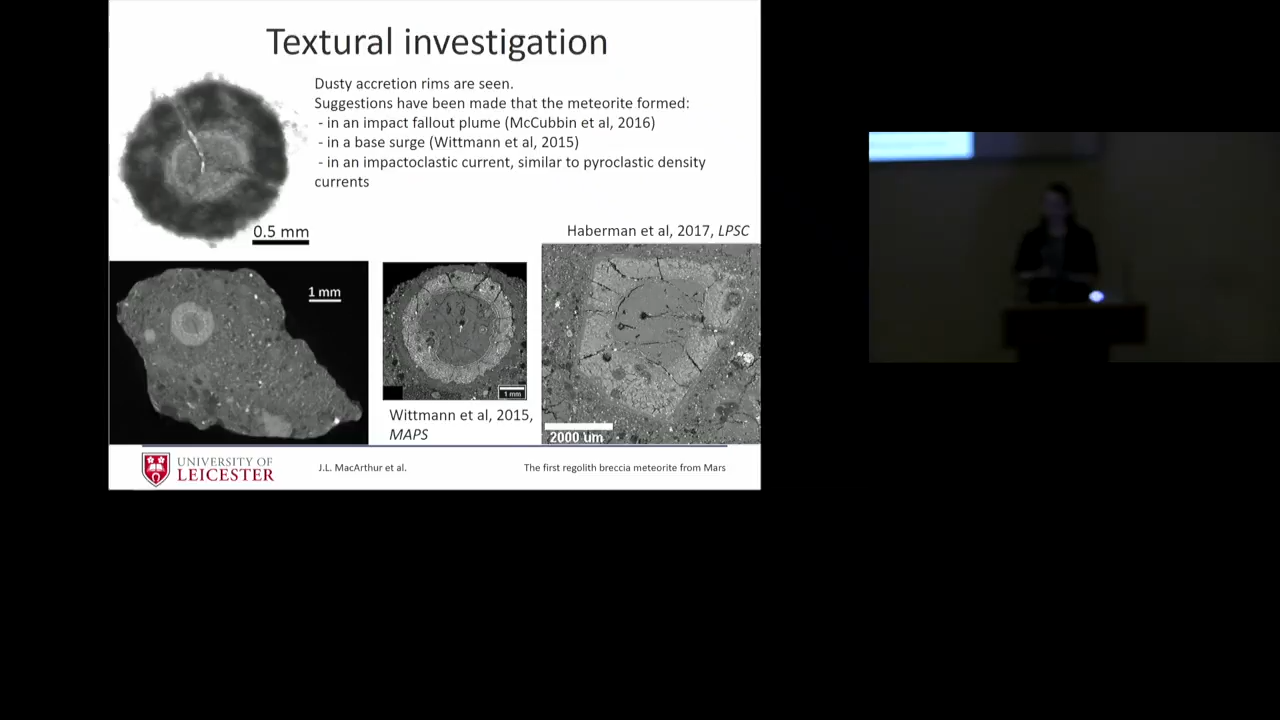 Textural investigation
Dusty accretion rims are seen.
Suggestions have been made that the meteorite formed:
- in an impact fallout plume (McCubbin et al, 2016)
- in a base surge (Wittmann et al, 2015)
- in an impactoclastic current, similar to pyroclastic density
currents
0.5 mm
Haberman et al, 2017, LPSC
1 mm
1 mm
Wittmann et al, 2015,
MAPS
2000 um
UNIVERSITY OF
LEICESTER
J.L. MacArthur et al.
The first regolith breccia meteorite from Mars